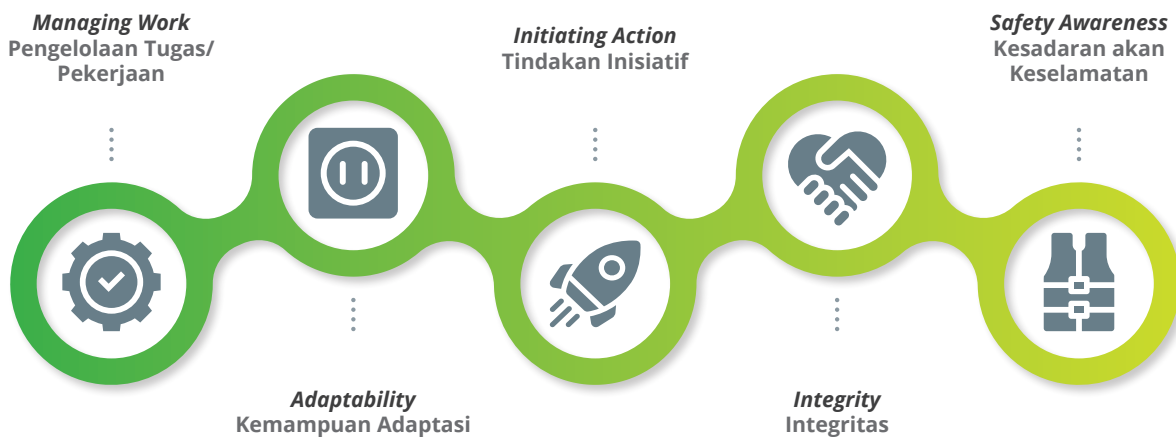 Managing Work
Pengelolaan Tugas/
Pekerjaan
Adaptability
Kemampuan Adaptasi
Initiating Action
Tindakan Inisiatif
Integrity
Integritas
Safety Awareness
Kesadaran akan
Keselamatan